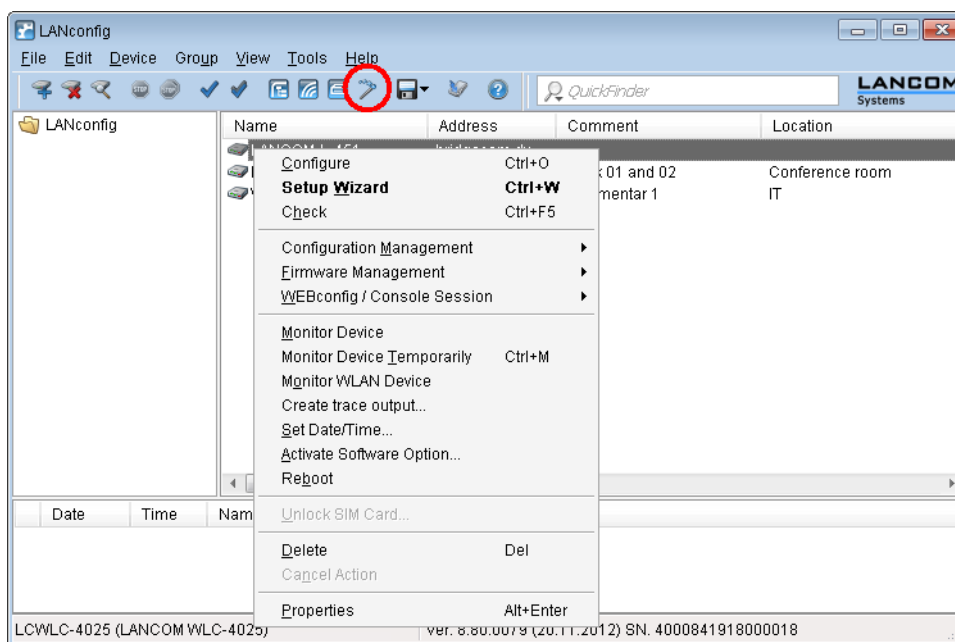 LANconfig
File Edit Device Group View Tools Help
QuickFinder
LANCOM
Systems
LANconfig
Name Address Comment Location
01 and 02 Conference room
mentar 1 IT
Configure Ctrl+O
Setup Wizard Ctrl+W
Check Ctrl+F5
Configuration Management
Firmware Management
WEBconfig / Console Session
Monitor Device
Monitor Device Temporarily Ctrl+M
Monitor WLAN Device
Create trace output...
Set Date/Time...
Activate Software Option...
Reboot
Unlock SIM Card...
Delete Del
Cancel Action
Properties Alt+Enter
Date Time Nam
LCWLC-4025 (LANCOM WLC-4025) Ver. 8.80.0079 (20.11.2012) SN. 4000841918000018